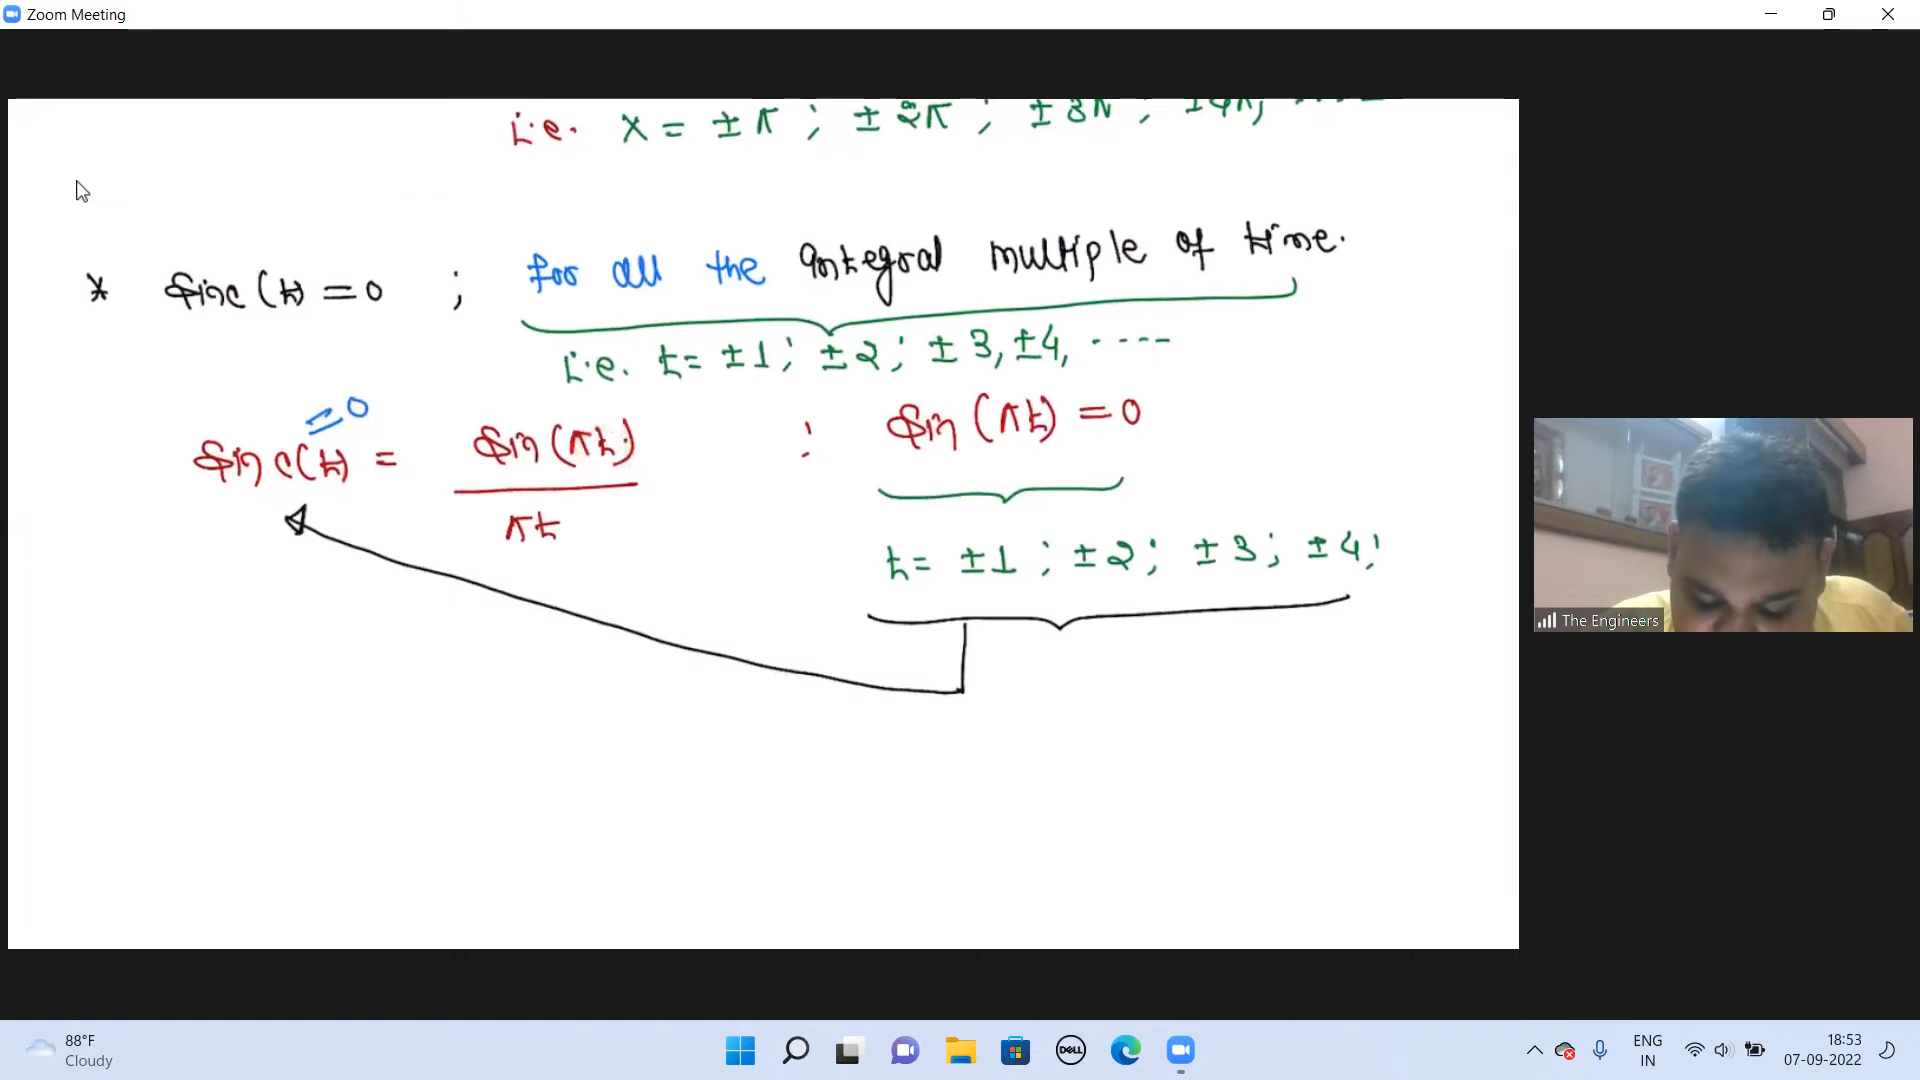 Zoom Meeting
i.e. x = ± π ; ± 2π ; ± 3π ; ± 4π, .....
* Sinc(t) = 0 ; for all the integral multiple of time.
i.e. t = ±1 ; ±2 ; ±3, ±4, .....
= 0
Sinc(t) = Sin(πt) / πt : Sin(πt) = 0
t = ±1 ; ±2 ; ±3 ; ±4 ;
The Engineers
88°F
Cloudy
DELL
ENG
IN
18:53
07-09-2022